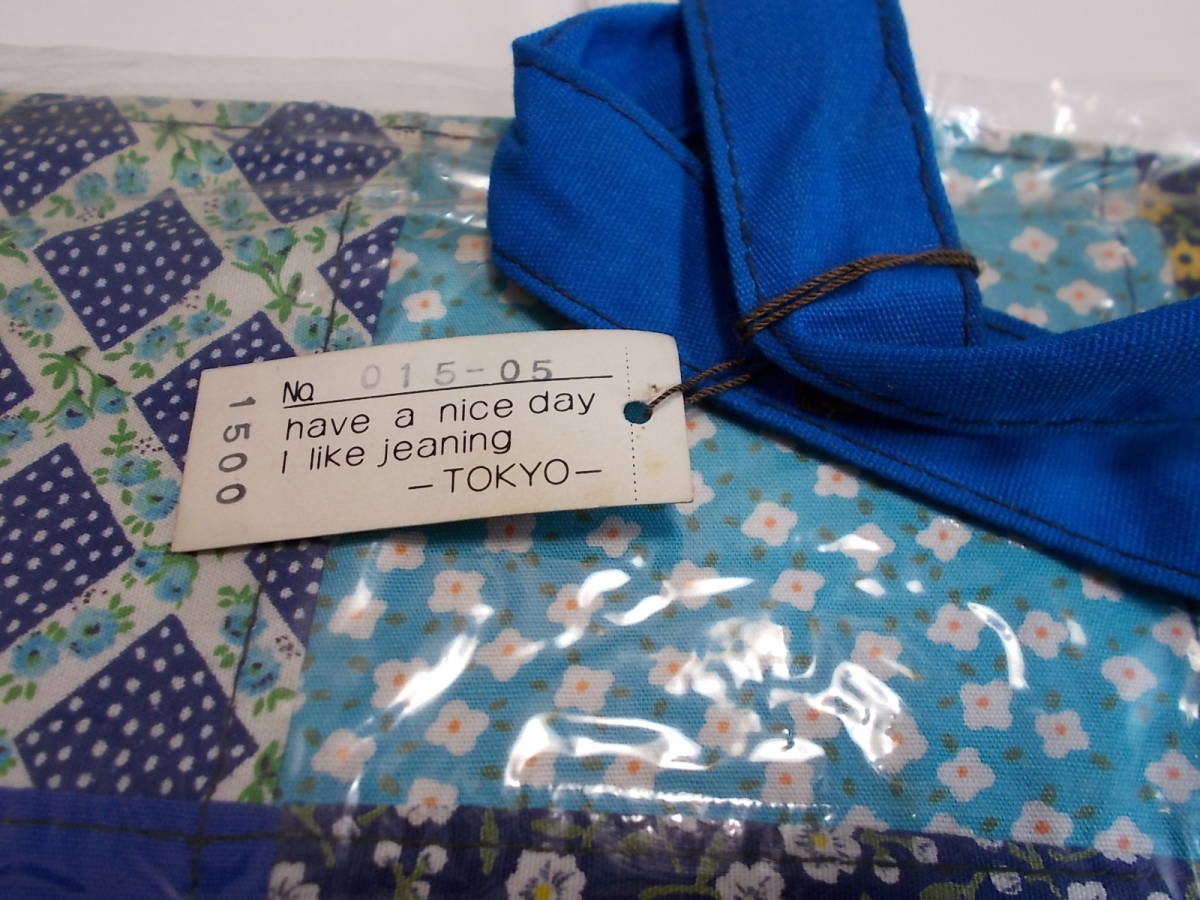 No. 015-05
have a nice day
I like jeaning
—TOKYO—
1500